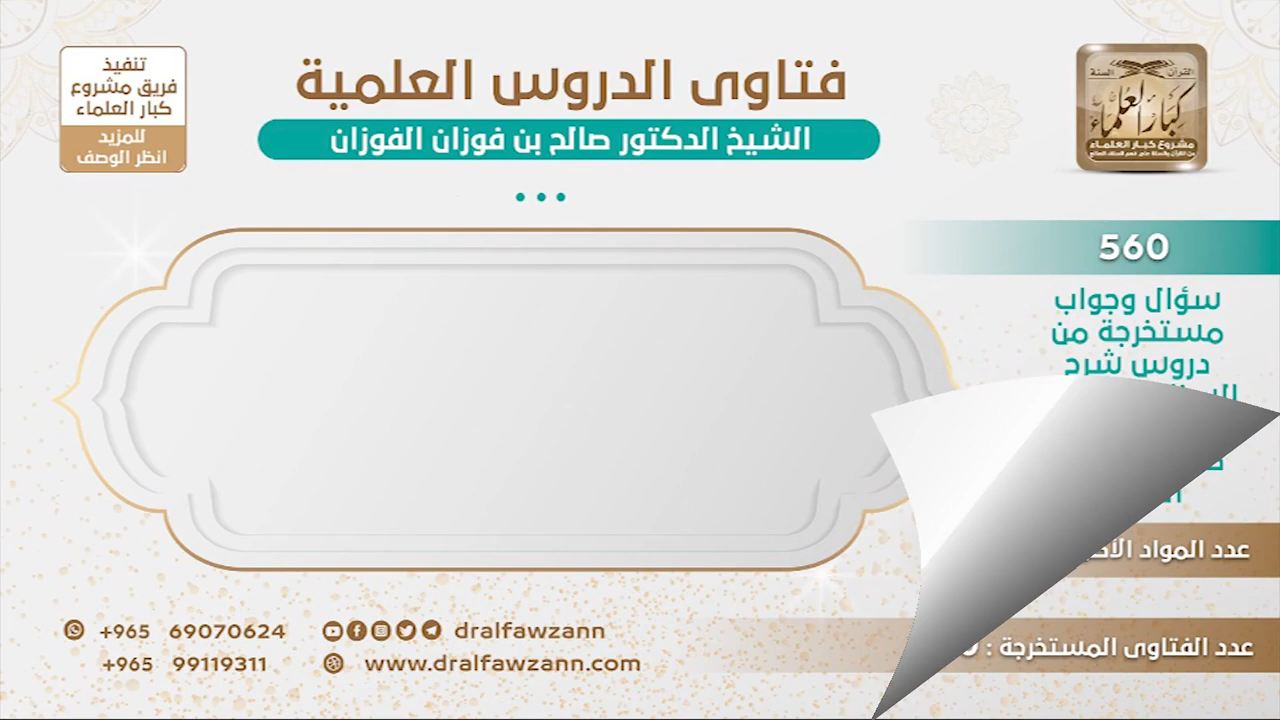 تنفيذ
فريق مشروع
كبار العلماء
للمزيد
انظر الوصف
فتاوى الدروس العلمية
الشيخ الدكتور صالح بن فوزان الفوزان
القرآن السنة
كبار العلماء
مشروع كبار العلماء
560
سؤال وجواب
مستخرجة من
دروس شرح
عدد المواد
عدد الفتاوى المستخرجة :
+965 69070624
+965 99119311
dralfawzann
www.dralfawzann.com